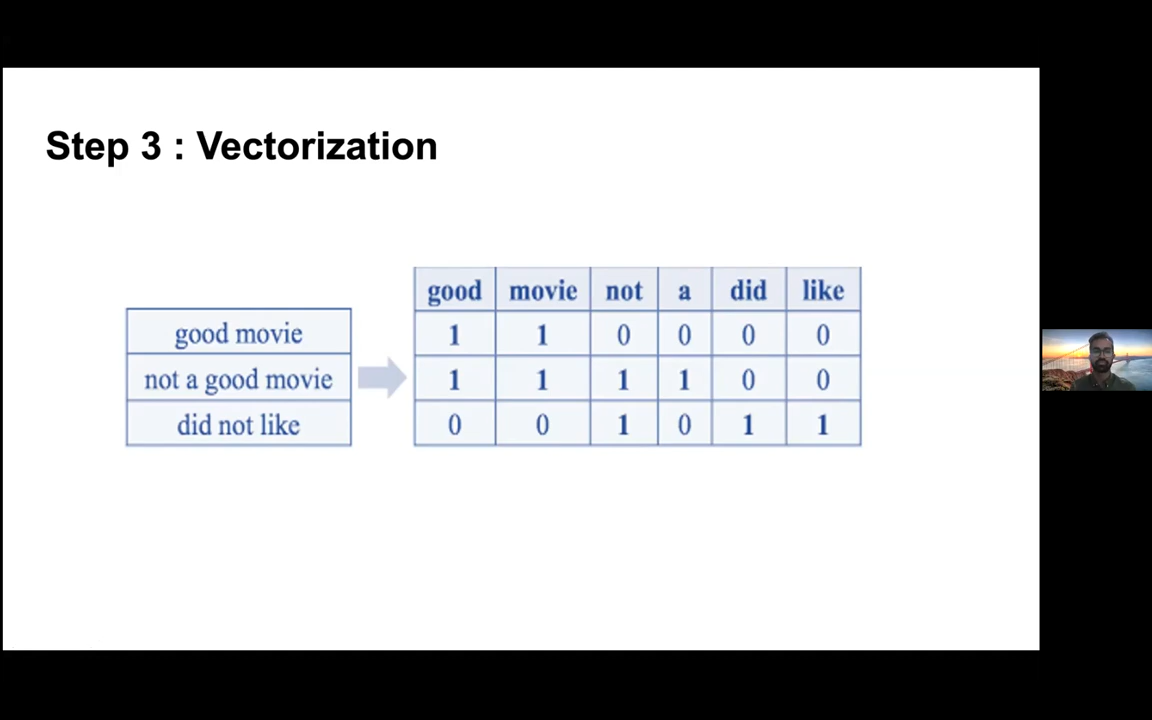 Step 3 : Vectorization
good movie not a did like
good movie 1 1 0 0 0 0
not a good movie 1 1 1 1 0 0
did not like 0 0 1 0 1 1